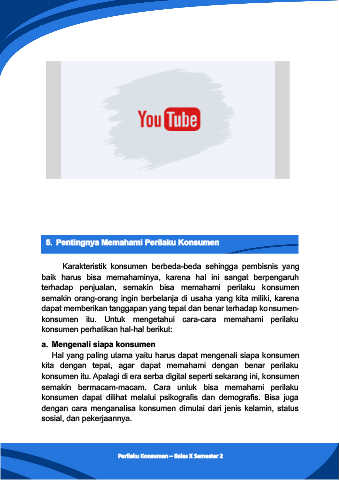 YouTube
6. Pentingnya Memahami Perilaku Konsumen
Karakteristik konsumen berbeda-beda sehingga pembisnis yang
baik harus bisa memahaminya, karena hal ini sangat berpengaruh
terhadap penjualan, semakin bisa memahami perilaku konsumen
semakin orang-orang ingin berbelanja di usaha yang kita miliki, karena
dapat memberikan tanggapan yang tepat dan benar terhadap konsumen-
konsumen itu. Untuk mengetahui cara-cara memahami perilaku
konsumen perhatikan hal-hal berikut:
a. Mengenali siapa konsumen
Hal yang paling utama yaitu harus dapat mengenali siapa konsumen
kita dengan tepat, agar dapat memahami dengan benar perilaku
konsumen itu. Apalagi di era serba digital seperti sekarang ini, konsumen
semakin bermacam-macam. Cara untuk bisa memahami perilaku
konsumen dapat dilihat melalui psikografis dan demografis. Bisa juga
dengan cara menganalisa konsumen dimulai dari jenis kelamin, status
sosial, dan pekerjaannya.
Perilaku Konsumen – Kelas X Semester 2